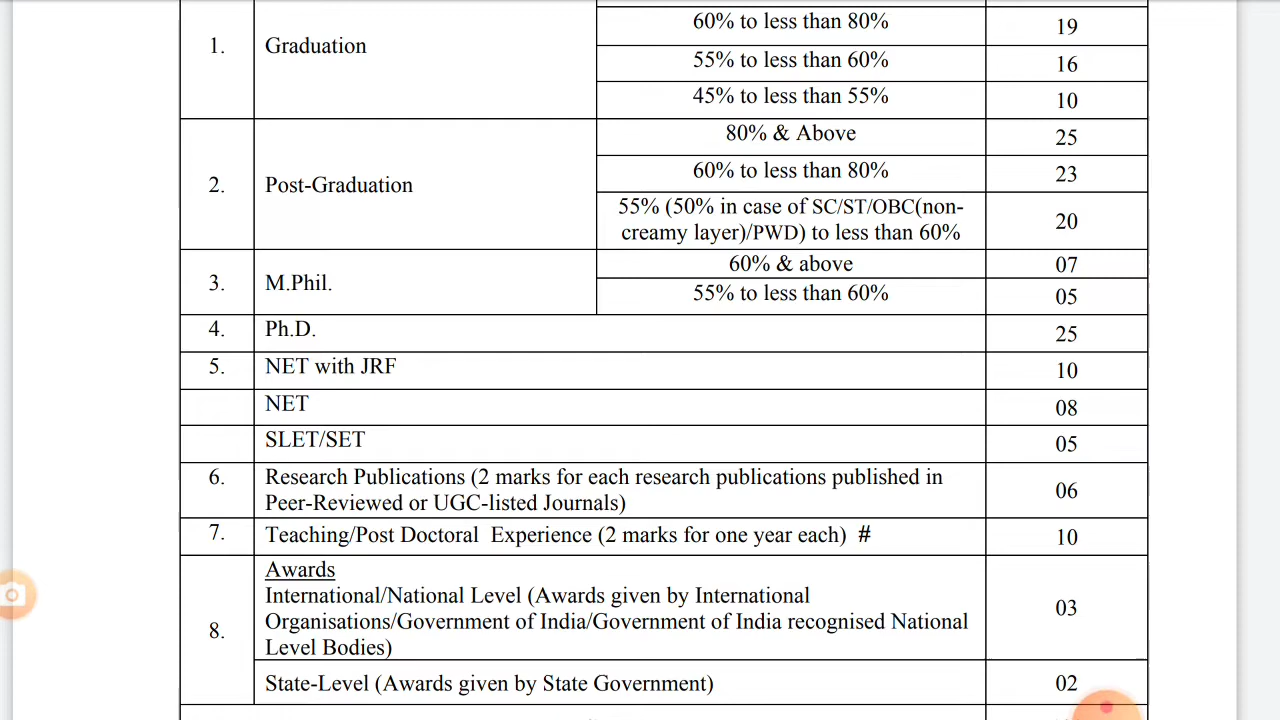 60% to less than 80% 19
1. Graduation
55% to less than 60% 16
45% to less than 55% 10
80% & Above 25
60% to less than 80% 23
2. Post-Graduation
55% (50% in case of SC/ST/OBC(non-
creamy layer)/PWD) to less than 60% 20
60% & above 07
3. M.Phil.
55% to less than 60% 05
4. Ph.D. 25
5. NET with JRF 10
NET 08
SLET/SET 05
6. Research Publications (2 marks for each research publications published in
Peer-Reviewed or UGC-listed Journals) 06
7. Teaching/Post Doctoral Experience (2 marks for one year each) # 10
8.
Awards
International/National Level (Awards given by International
Organisations/Government of India/Government of India recognised National
Level Bodies) 03
State-Level (Awards given by State Government) 02